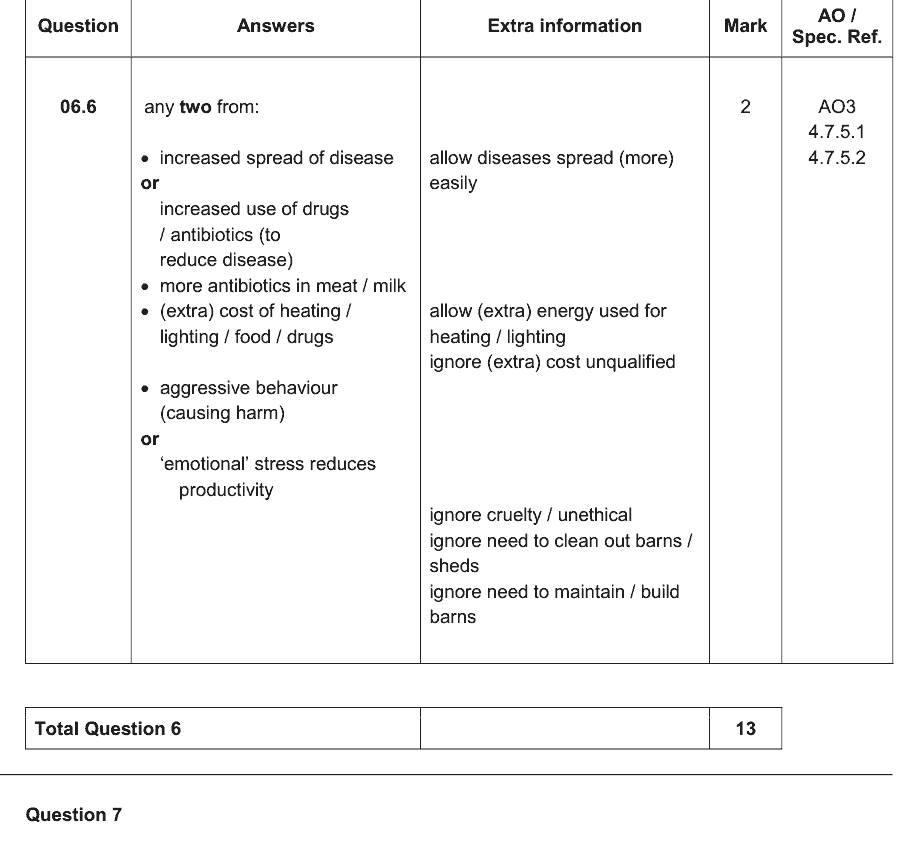 Question Answers Extra information Mark AO /
Spec. Ref.
06.6 any two from: 2 AO3
4.7.5.1
• increased spread of disease allow diseases spread (more) 4.7.5.2
or easily
increased use of drugs
/ antibiotics (to
reduce disease)
• more antibiotics in meat / milk
• (extra) cost of heating / allow (extra) energy used for
lighting / food / drugs heating / lighting
ignore (extra) cost unqualified
• aggressive behaviour
(causing harm)
or
‘emotional’ stress reduces
productivity
ignore cruelty / unethical
ignore need to clean out barns /
sheds
ignore need to maintain / build
barns
Total Question 6 13
Question 7